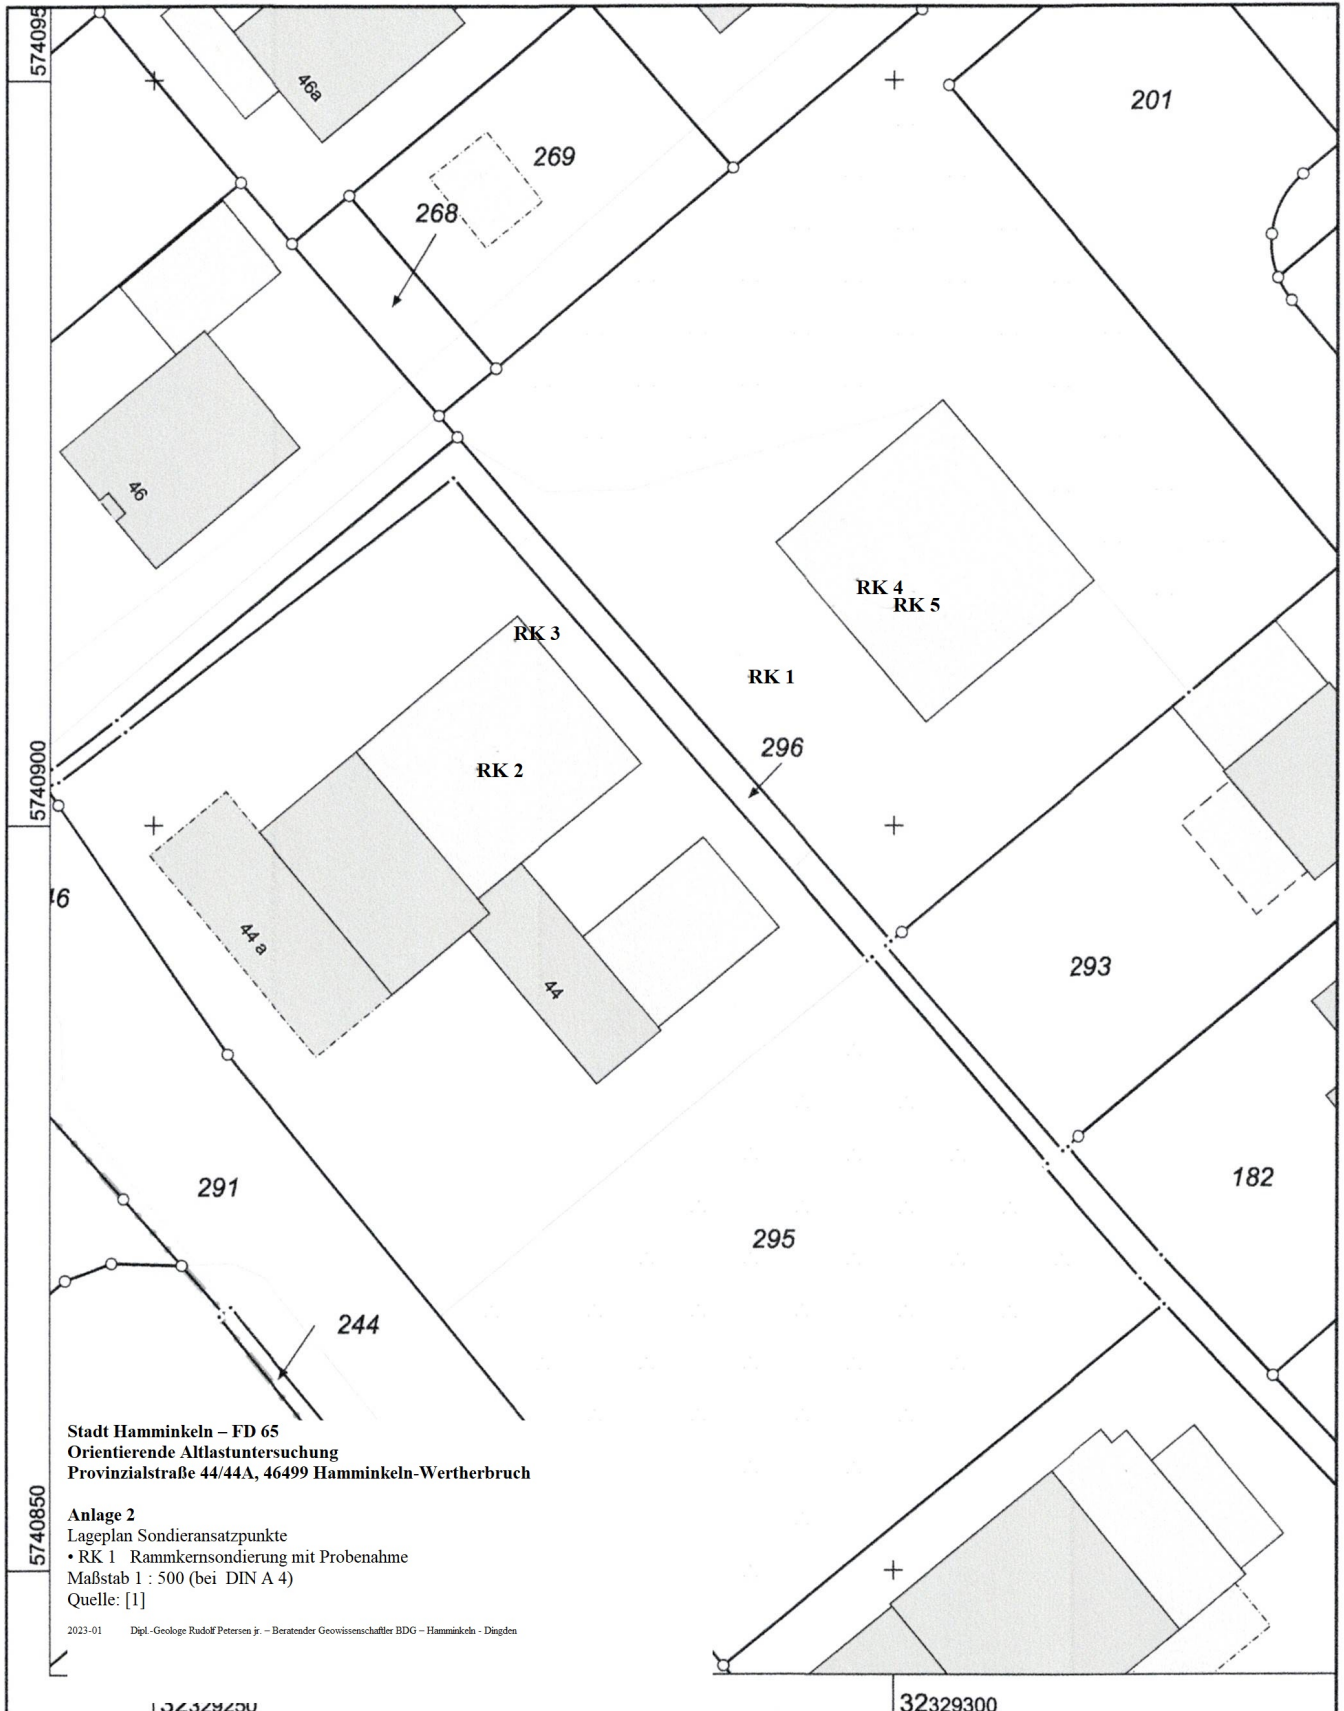 574095
46a
201
269
268
46
RK 4
RK 5
RK 3
RK 1
296
RK 2
5740900
46
44 a
44
293
291
182
295
244
Stadt Hamminkeln – FD 65
Orientierende Altlastuntersuchung
Provinzialstraße 44/44A, 46499 Hamminkeln-Wertherbruch
Anlage 2
Lageplan Sondieransatzpunkte
• RK 1 Rammkernsondierung mit Probenahme
Maßstab 1 : 500 (bei DIN A 4)
Quelle: [1]
2023-01 Dipl.-Geologe Rudolf Petersen jr. – Beratender Geowissenschaftler BDG – Hamminkeln - Dingden
5740850
32329250
32329300